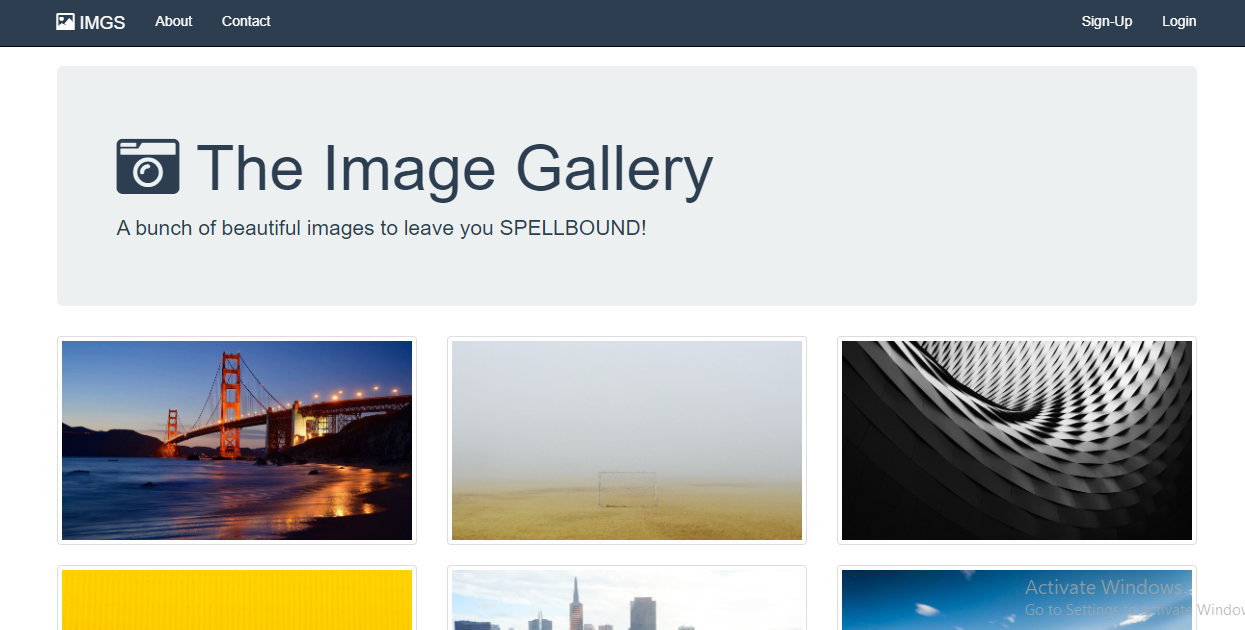 IMGS About Contact Sign-Up Login
The Image Gallery
A bunch of beautiful images to leave you SPELLBOUND!
Activate Windows
Go to Settings to activate Window